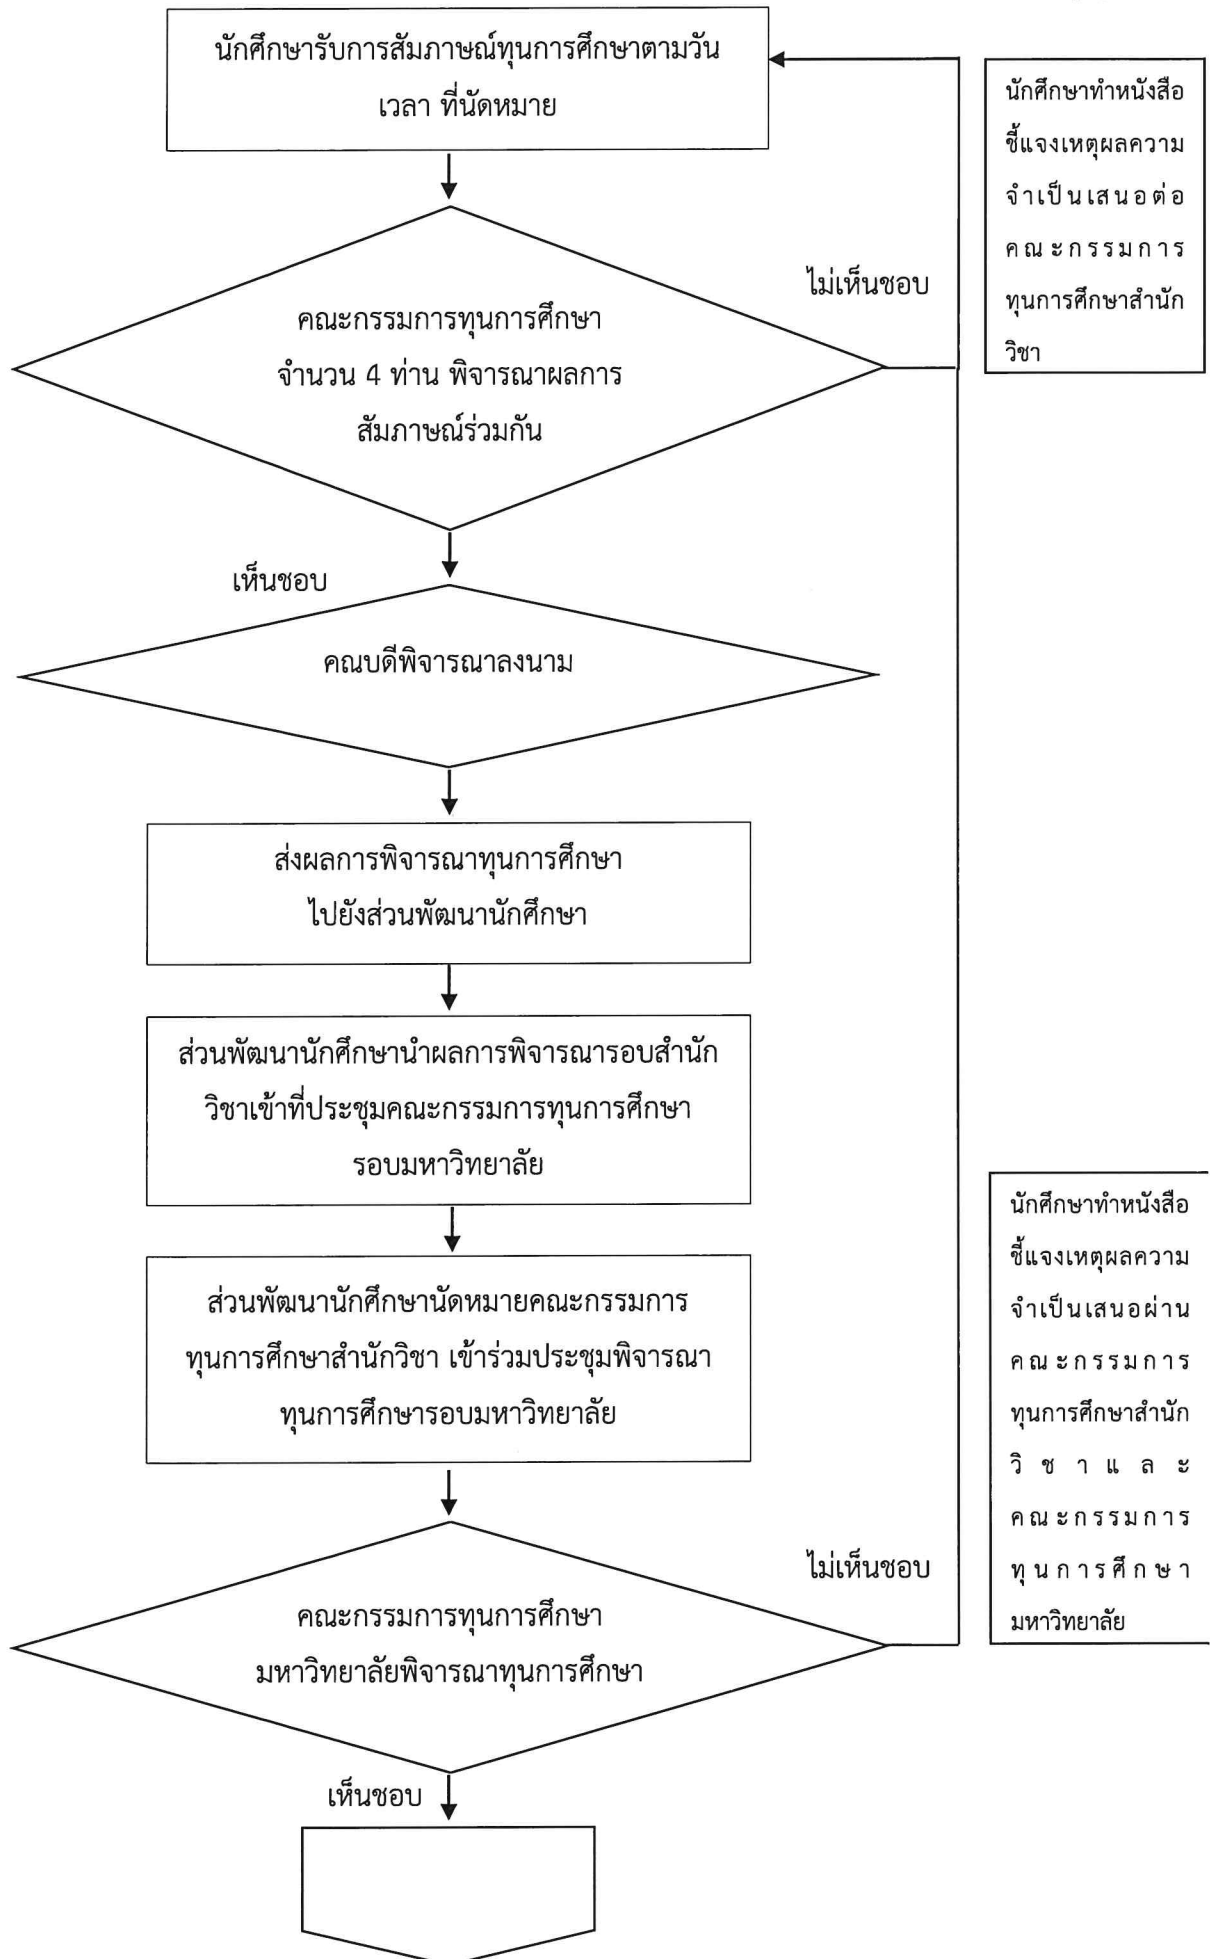 นักศึกษารับการสัมภาษณ์ทุนการศึกษาตามวัน
เวลา ที่นัดหมาย
นักศึกษาทำหนังสือ
ชี้แจงเหตุผลความ
จำเป็นเสนอต่อ
คณะกรรมการ
ทุนการศึกษาสำนัก
วิชา
ไม่เห็นชอบ
คณะกรรมการทุนการศึกษา
จำนวน 4 ท่าน พิจารณาผลการ
สัมภาษณ์ร่วมกัน
เห็นชอบ
คณบดีพิจารณาลงนาม
ส่งผลการพิจารณาทุนการศึกษา
ไปยังส่วนพัฒนานักศึกษา
ส่วนพัฒนานักศึกษานำผลการพิจารณารอบสำนัก
วิชาเข้าที่ประชุมคณะกรรมการทุนการศึกษา
รอบมหาวิทยาลัย
ส่วนพัฒนานักศึกษานัดหมายคณะกรรมการ
ทุนการศึกษาสำนักวิชา เข้าร่วมประชุมพิจารณา
ทุนการศึกษารอบมหาวิทยาลัย
นักศึกษาทำหนังสือ
ชี้แจงเหตุผลความ
จำเป็นเสนอผ่าน
คณะกรรมการ
ทุนการศึกษาสำนัก
วิชาและ
คณะกรรมการ
ทุนการศึกษา
มหาวิทยาลัย
ไม่เห็นชอบ
คณะกรรมการทุนการศึกษา
มหาวิทยาลัยพิจารณาทุนการศึกษา
เห็นชอบ